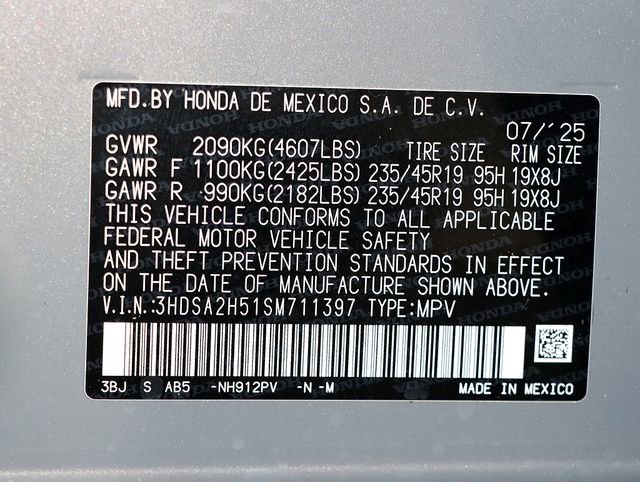 MFD.BY HONDA DE MEXICO S.A. DE C.V.
07/'25
GVWR 2090KG(4607LBS) TIRE SIZE RIM SIZE
GAWR F 1100KG(2425LBS) 235/45R19 95H 19X8J
GAWR R 990KG(2182LBS) 235/45R19 95H 19X8J
THIS VEHICLE CONFORMS TO ALL APPLICABLE
FEDERAL MOTOR VEHICLE SAFETY
AND THEFT PREVENTION STANDARDS IN EFFECT
ON THE DATE OF MANUFACTURE SHOWN ABOVE.
V.I.N.:3HDSA2H51SM711397 TYPE:MPV
3BJ S AB5 -NH912PV -N -M MADE IN MEXICO